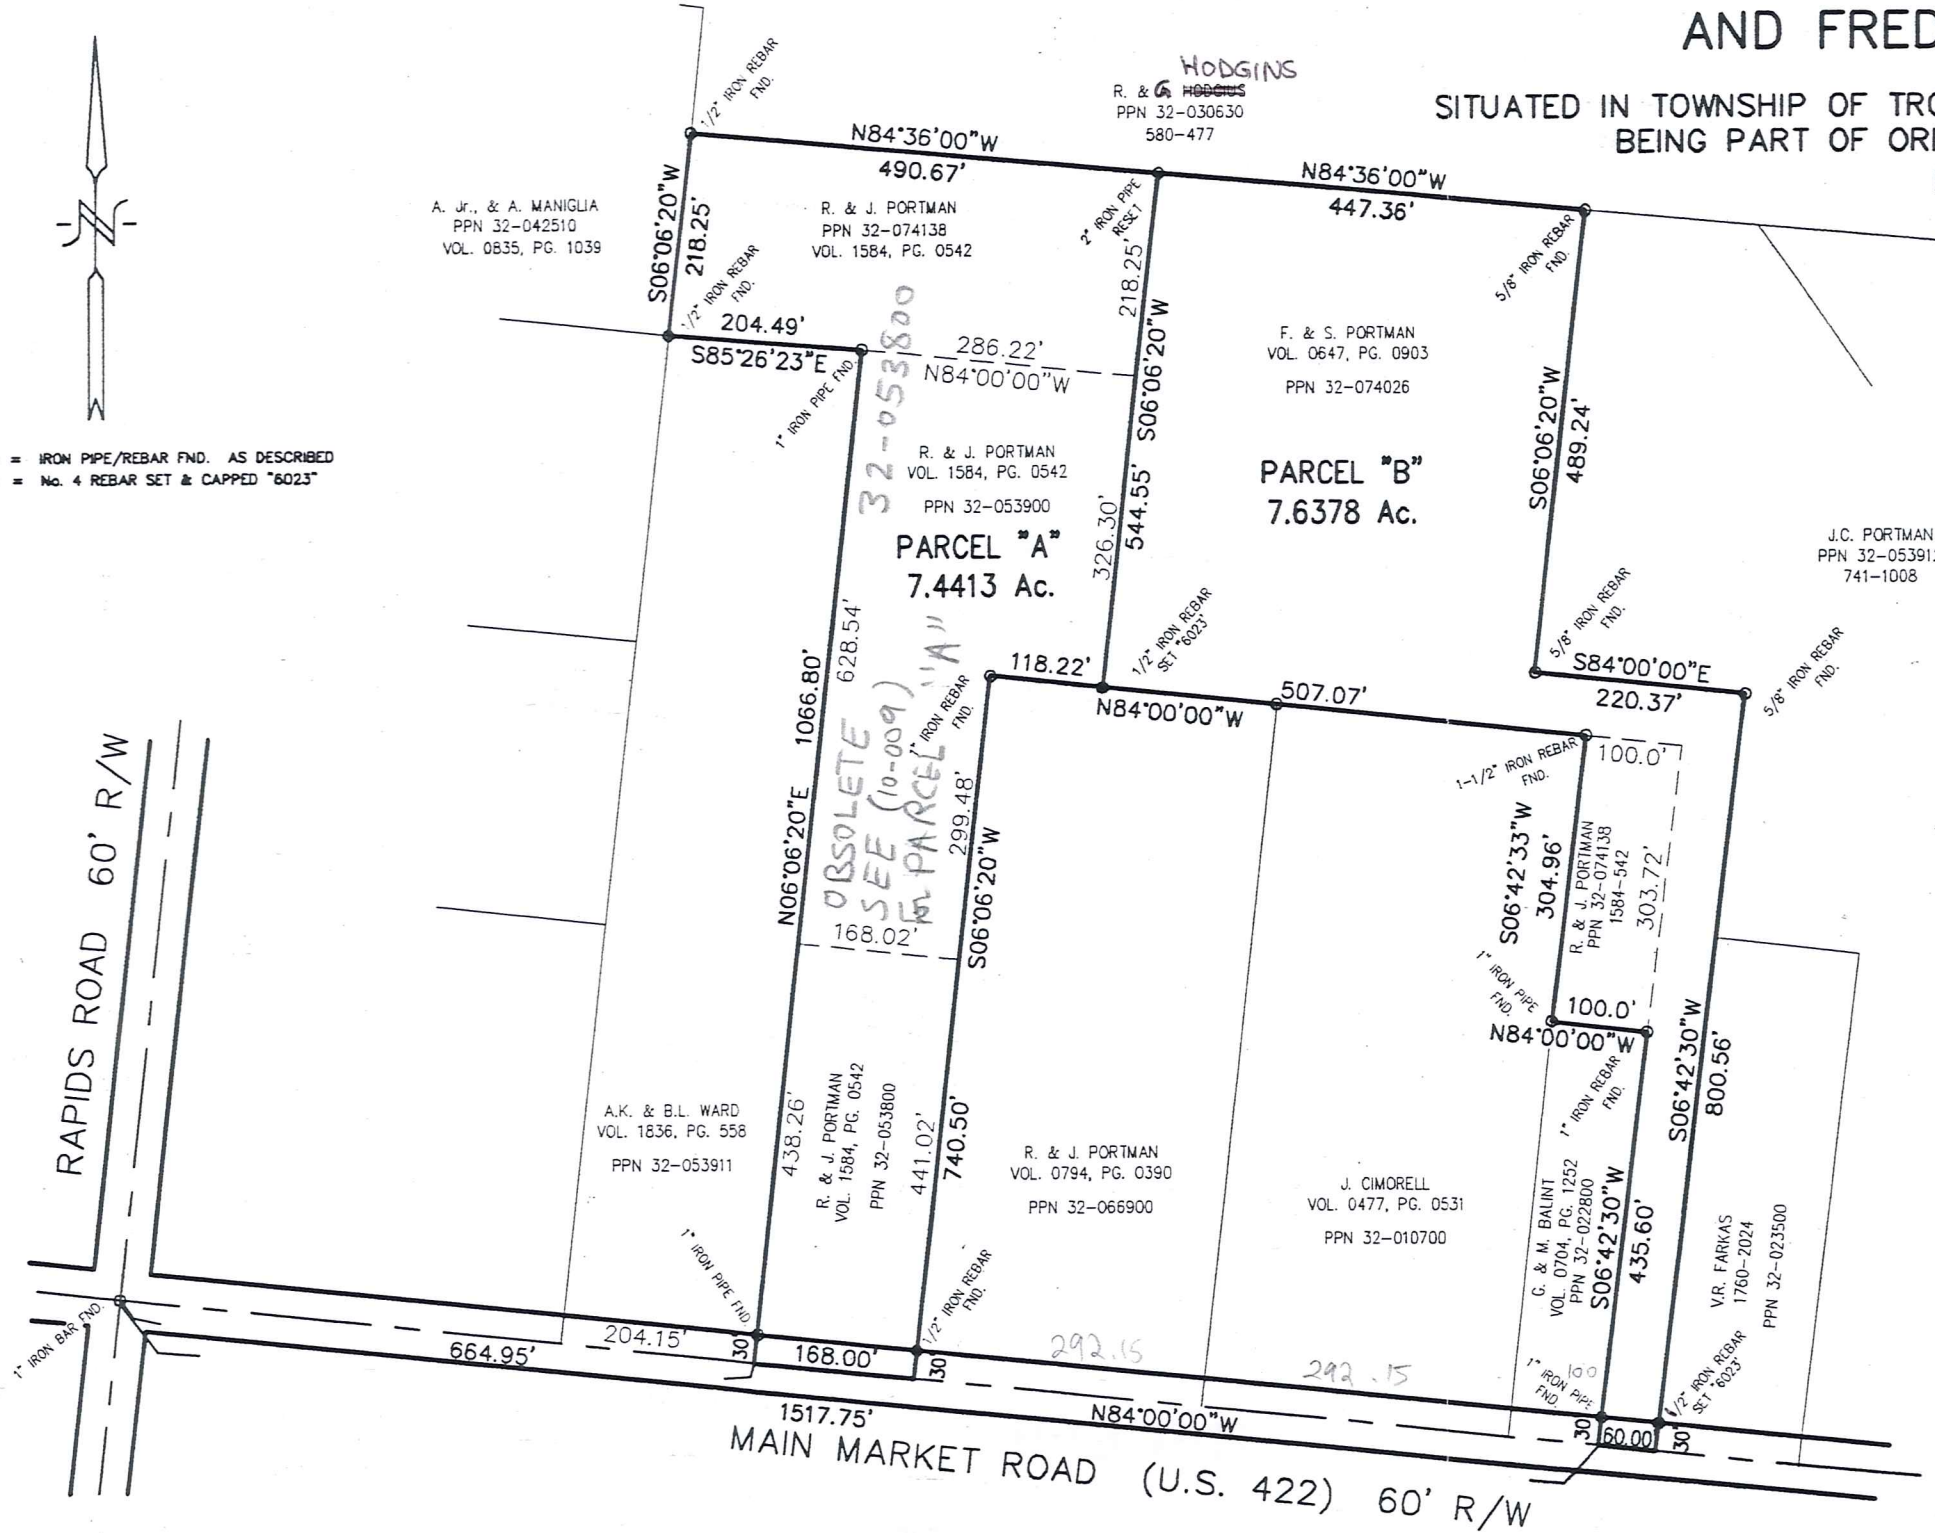 AND FRED
SITUATED IN TOWNSHIP OF TRO
BEING PART OF ORI
HODGINS
R. & G HODGIUS
PPN 32-030630
580-477
1/2" IRON REBAR
FND.
N84°36'00"W
490.67'
N84°36'00"W
447.36'
N
A. Jr., & A. MANIGLIA
PPN 32-042510
VOL. 0835, PG. 1039
S06°06'20"W
218.25'
R. & J. PORTMAN
PPN 32-074138
VOL. 1584, PG. 0542
2" IRON PIPE
RESET
5/8" IRON REBAR
FND.
1/2" IRON REBAR
FND.
204.49'
S85°26'23"E
1" IRON PIPE FND.
286.22'
N84°00'00"W
218.25'
S06°06'20"W
544.55'
326.30'
F. & S. PORTMAN
VOL. 0647, PG. 0903
PPN 32-074026
S06°06'20"W
489.24'
= IRON PIPE/REBAR FND. AS DESCRIBED
= No. 4 REBAR SET & CAPPED "6023"
32-053800
R. & J. PORTMAN
VOL. 1584, PG. 0542
PPN 32-053900
PARCEL "A"
7.4413 Ac.
PARCEL "B"
7.6378 Ac.
J.C. PORTMAN
PPN 32-05391
741-1008
1/2" IRON REBAR
SET "6023"
5/8" IRON REBAR
FND.
S84°00'00"E
220.37'
5/8" IRON REBAR
FND.
118.22'
N84°00'00"W
507.07'
1" IRON REBAR
FND.
1066.80'
628.54'
N06°06'20"E
OBSOLETE
SEE (10-009)
For PARCEL "A"
299.48'
S06°06'20"W
168.02'
1-1/2" IRON REBAR
FND.
100.0'
S06°42'33"W
304.96'
R. & J. PORTMAN
PPN 32-074138
1584-542
303.72'
1" IRON PIPE
FND.
100.0'
N84°00'00"W
1" IRON REBAR
FND.
S06°42'30"W
800.56'
RAPIDS ROAD 60' R/W
A.K. & B.L. WARD
VOL. 1836, PG. 558
PPN 32-053911
438.26'
R. & J. PORTMAN
VOL. 1584, PG. 0542
PPN 32-053800
441.02'
740.50'
R. & J. PORTMAN
VOL. 0794, PG. 0390
PPN 32-066900
J. CIMORELL
VOL. 0477, PG. 0531
PPN 32-010700
G. & M. BALINT
VOL. 0704, PG. 1252
PPN 32-022800
S06°42'30"W
435.60'
V.R. FARKAS
1760-2024
PPN 32-023500
1" IRON PIPE FND.
1/2" IRON REBAR
FND.
1" IRON BAR FND.
204.15'
664.95'
30'
168.00'
30'
292.15
292.15
1" IRON PIPE
FND.
100
1/2" IRON REBAR
SET "6023"
30'
60.00'
30'
1517.75'
N84°00'00"W
MAIN MARKET ROAD (U.S. 422) 60' R/W